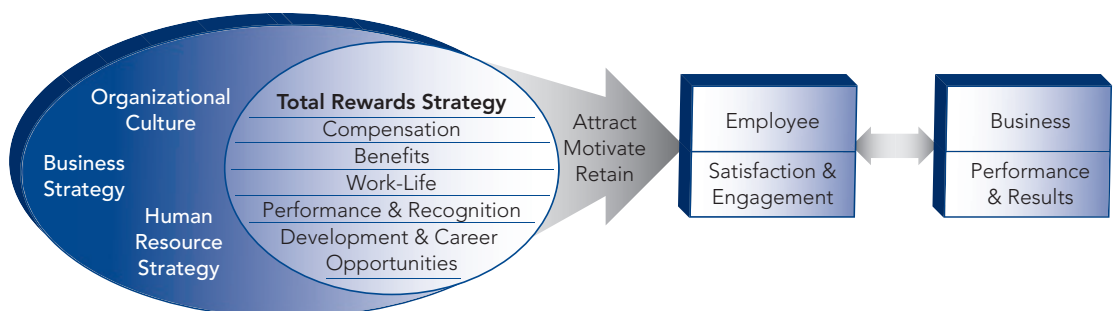 Organizational
Culture
Business
Strategy
Human
Resource
Strategy
Total Rewards Strategy
Compensation
Benefits
Work-Life
Performance & Recognition
Development & Career
Opportunities
Attract
Motivate
Retain
Employee
Satisfaction &
Engagement
Business
Performance
& Results